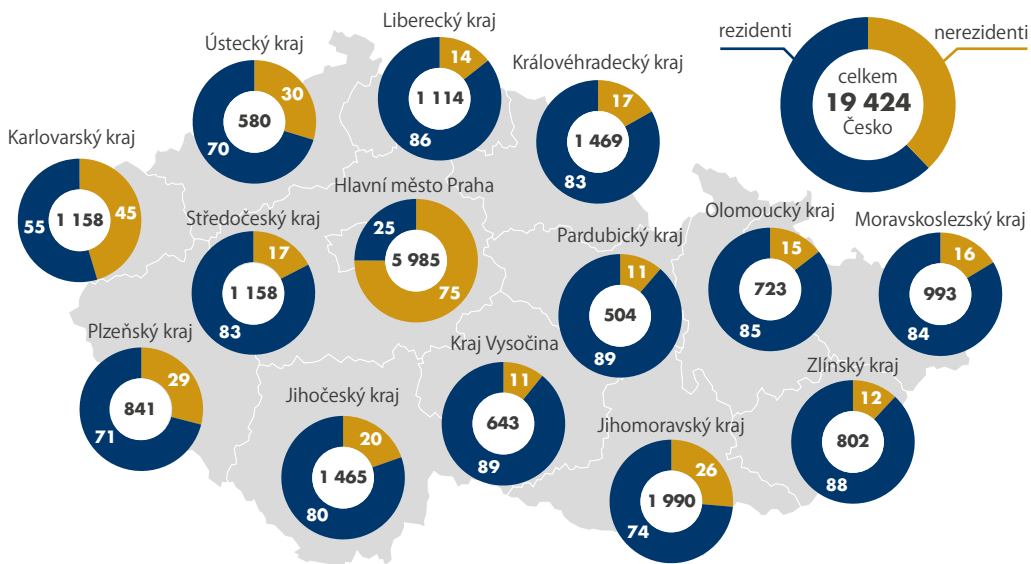 Liberecký kraj
14
1 114
86
Ústecký kraj
30
580
70
Královéhradecký kraj
17
1 469
83
rezidenti
nerezidenti
celkem
19 424
Česko
Karlovarský kraj
55
1 158
45
Hlavní město Praha
25
5 985
75
Středočeský kraj
17
1 158
83
Pardubický kraj
11
504
89
Olomoucký kraj
15
723
85
Moravskoslezský kraj
16
993
84
Plzeňský kraj
29
841
71
Jihočeský kraj
20
1 465
80
Kraj Vysočina
11
643
89
Jihomoravský kraj
26
1 990
74
Zlínský kraj
12
802
88